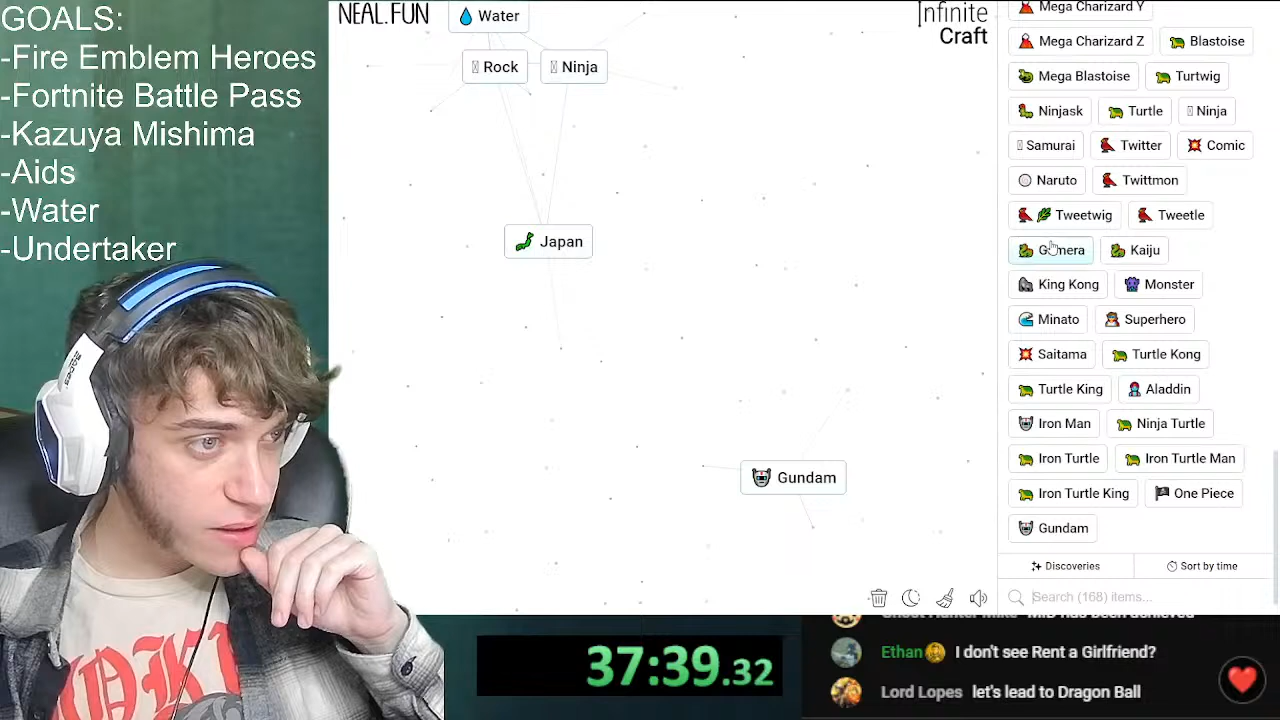 GOALS:
-Fire Emblem Heroes
-Fortnite Battle Pass
-Kazuya Mishima
-Aids
-Water
-Undertaker
NEAL.FUN
Infinite
Craft
Water
Rock
Ninja
Japan
Gundam
Mega Charizard Y
Mega Charizard Z
Blastoise
Mega Blastoise
Turtwig
Ninjask
Turtle
Ninja
Samurai
Twitter
Comic
Naruto
Twittmon
Tweetwig
Tweetle
Kaiju
King Kong
Monster
Minato
Superhero
Saitama
Turtle Kong
Turtle King
Aladdin
Iron Man
Ninja Turtle
Iron Turtle
Iron Turtle Man
Iron Turtle King
One Piece
Gundam
Discoveries
Sort by time
Search (168) items...
37:39.32
Ethan I don't see Rent a Girlfriend?
Lord Lopes let's lead to Dragon Ball